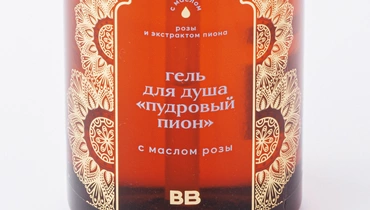 с маслом
розы
и экстрактом пиона
гель
для душа
«пудровый
пион»
с маслом розы
BB